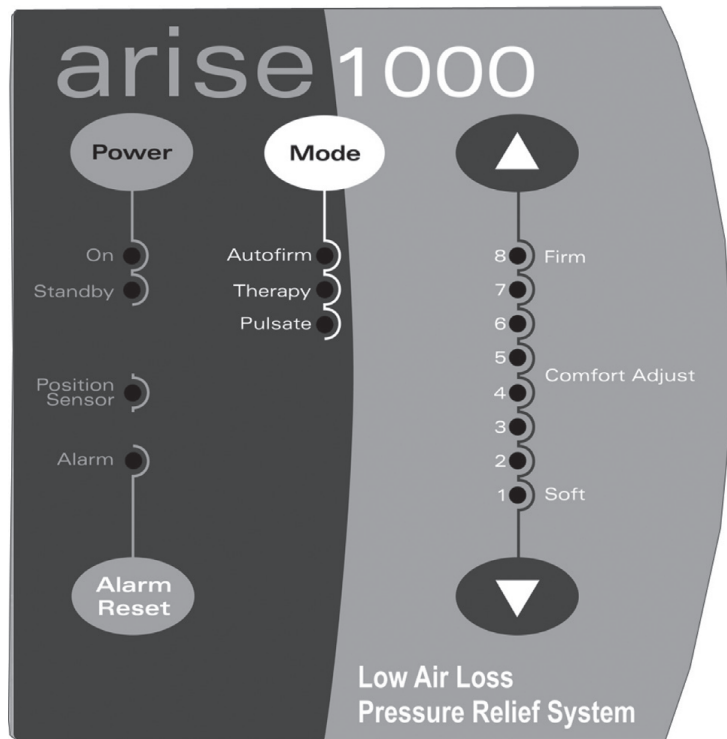 arise 1000
Power
Mode
On
Standby
Position
Sensor
Alarm
Alarm
Reset
Autofirm
Therapy
Pulsate
8 Firm
7
6
5
Comfort Adjust
4
3
2
1 Soft
Low Air Loss
Pressure Relief System